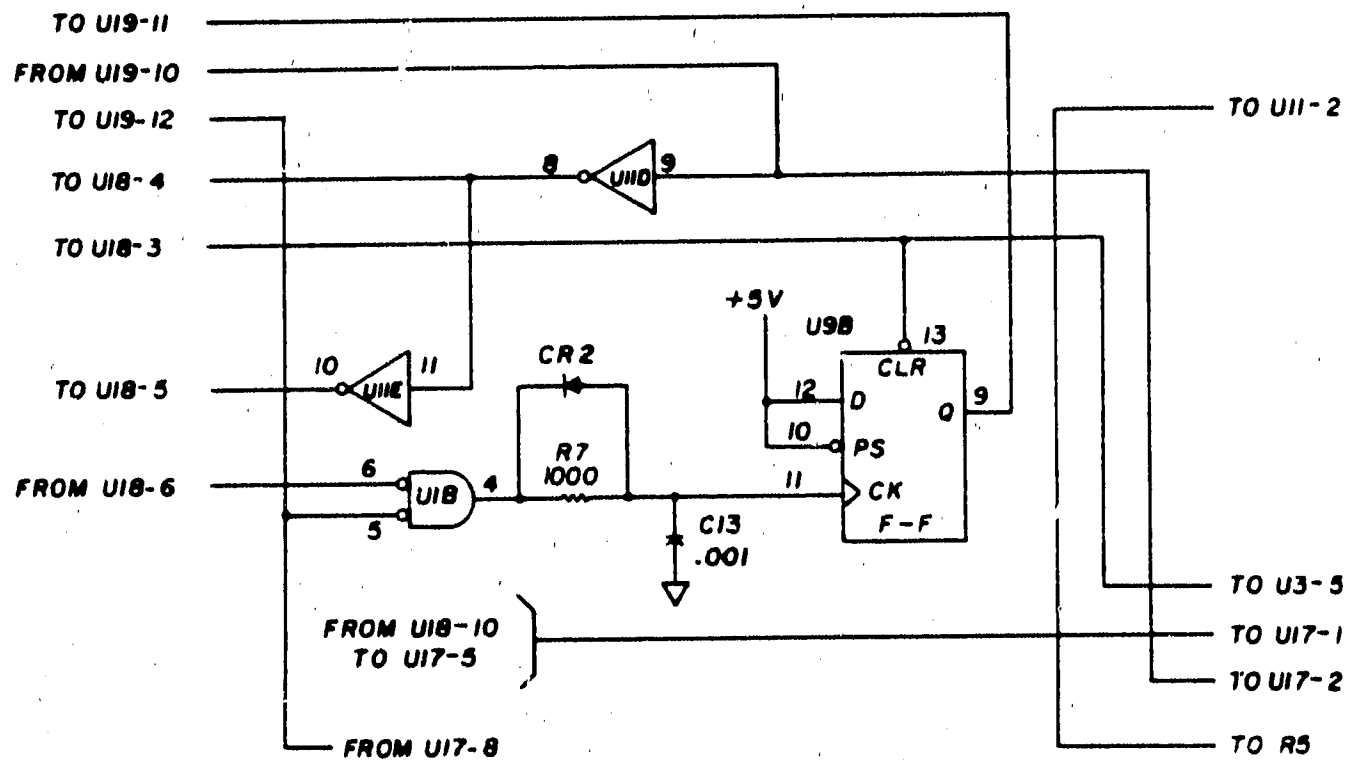 TO U19-11
FROM U19-10
TO U19-12
TO U11-2
8
U11D
9
TO U18-4
TO U18-3
+5V
U9B
13
CLR
CR2
10
U11E
11
TO U18-5
12
D
Q
9
10
PS
R7
1000
6
FROM U18-6
U1B
4
5
11
CK
F-F
C13
.001
TO U3-5
FROM U18-10
TO U17-5
TO U17-1
TO U17-2
FROM U17-8
TO R5